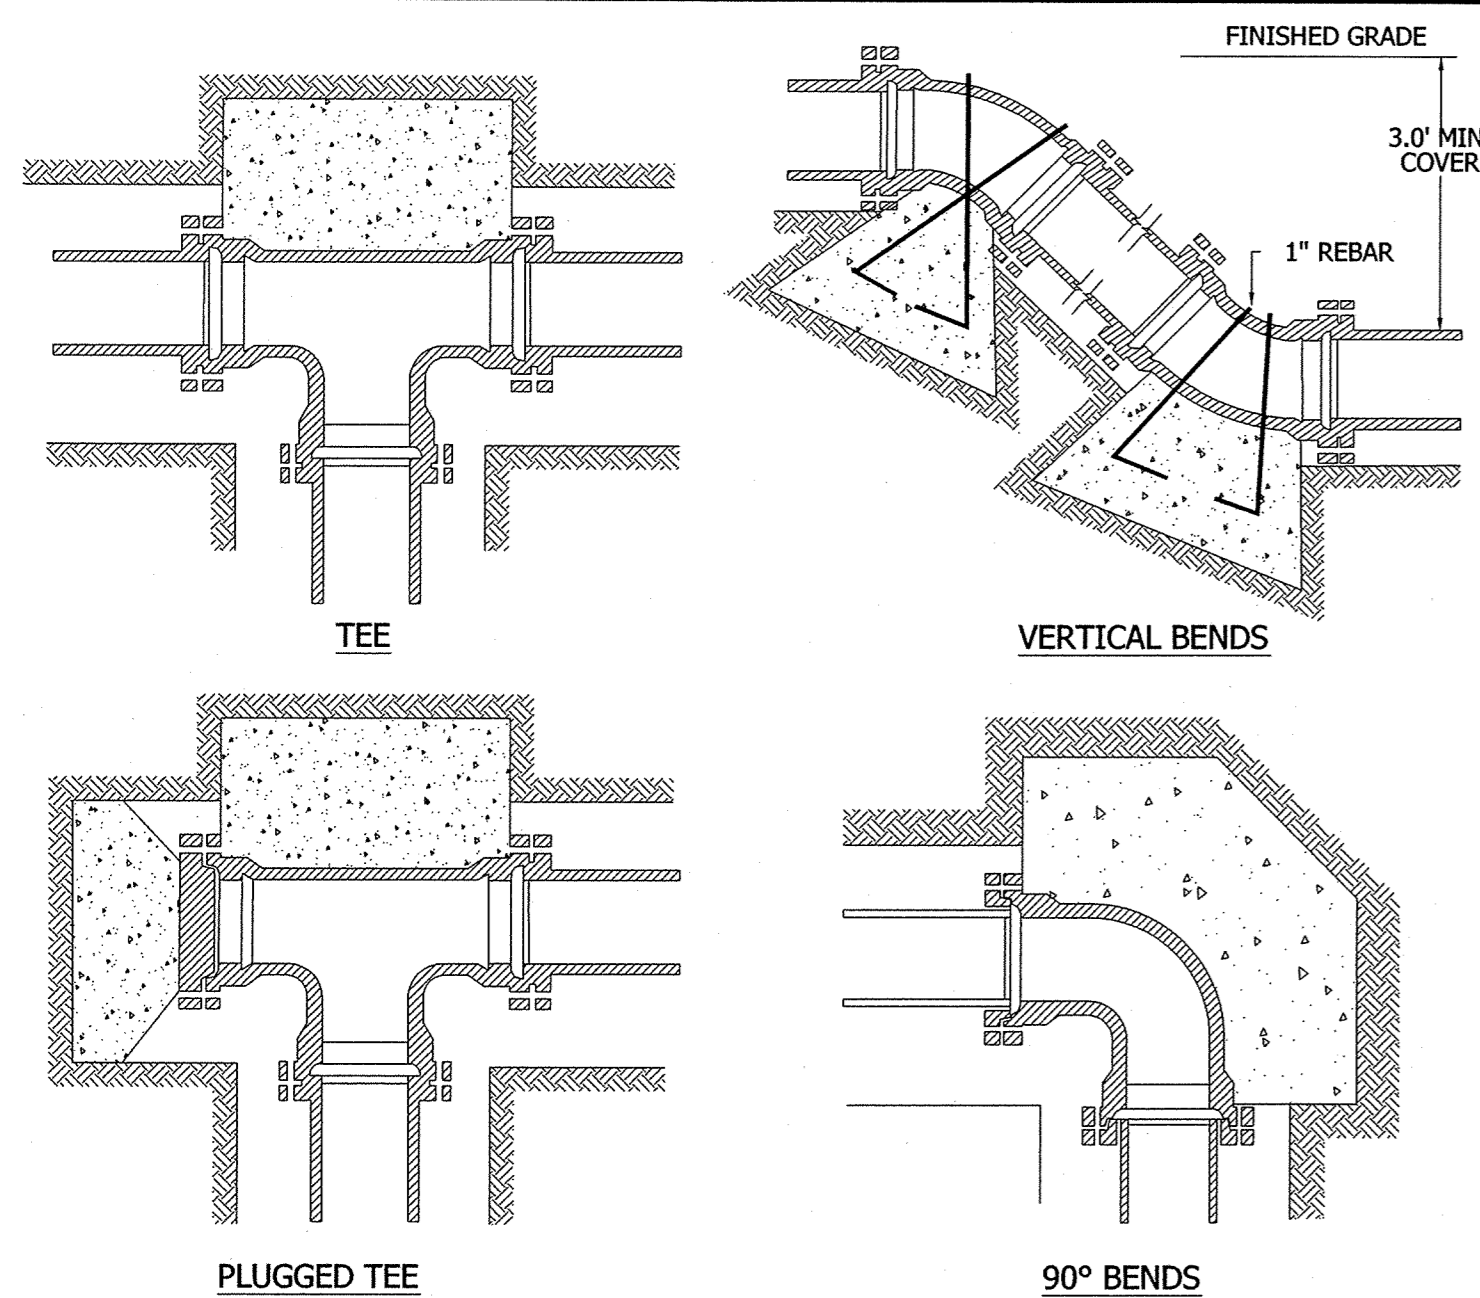 FINISHED GRADE
3.0' MIN
COVER
1" REBAR
TEE
VERTICAL BENDS
PLUGGED TEE
90° BENDS